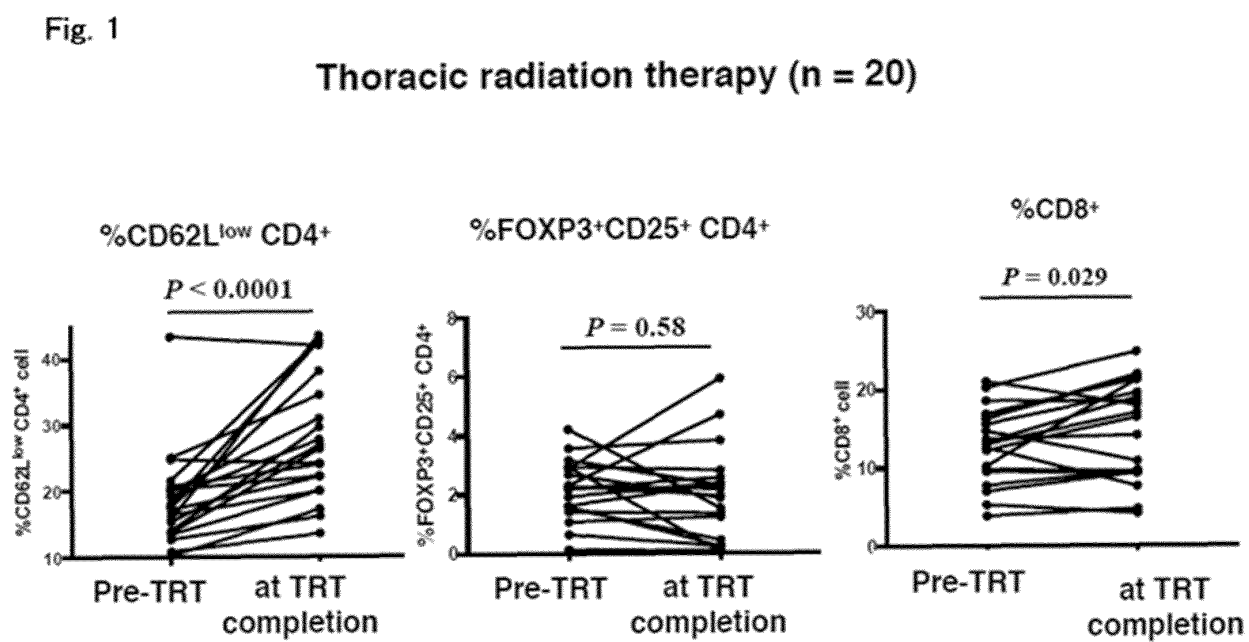 Fig. 1
Thoracic radiation therapy (n = 20)
%CD62Llow CD4+
P < 0.0001
%CD62Llow CD4+ cell
40
30
20
10
Pre-TRT
at TRT
completion
%FOXP3+CD25+ CD4+
P = 0.58
%FOXP3+CD25+ CD4+
8
6
4
2
0
Pre-TRT
at TRT
completion
%CD8+
P = 0.029
%CD8+ cell
30
20
10
0
Pre-TRT
at TRT
completion